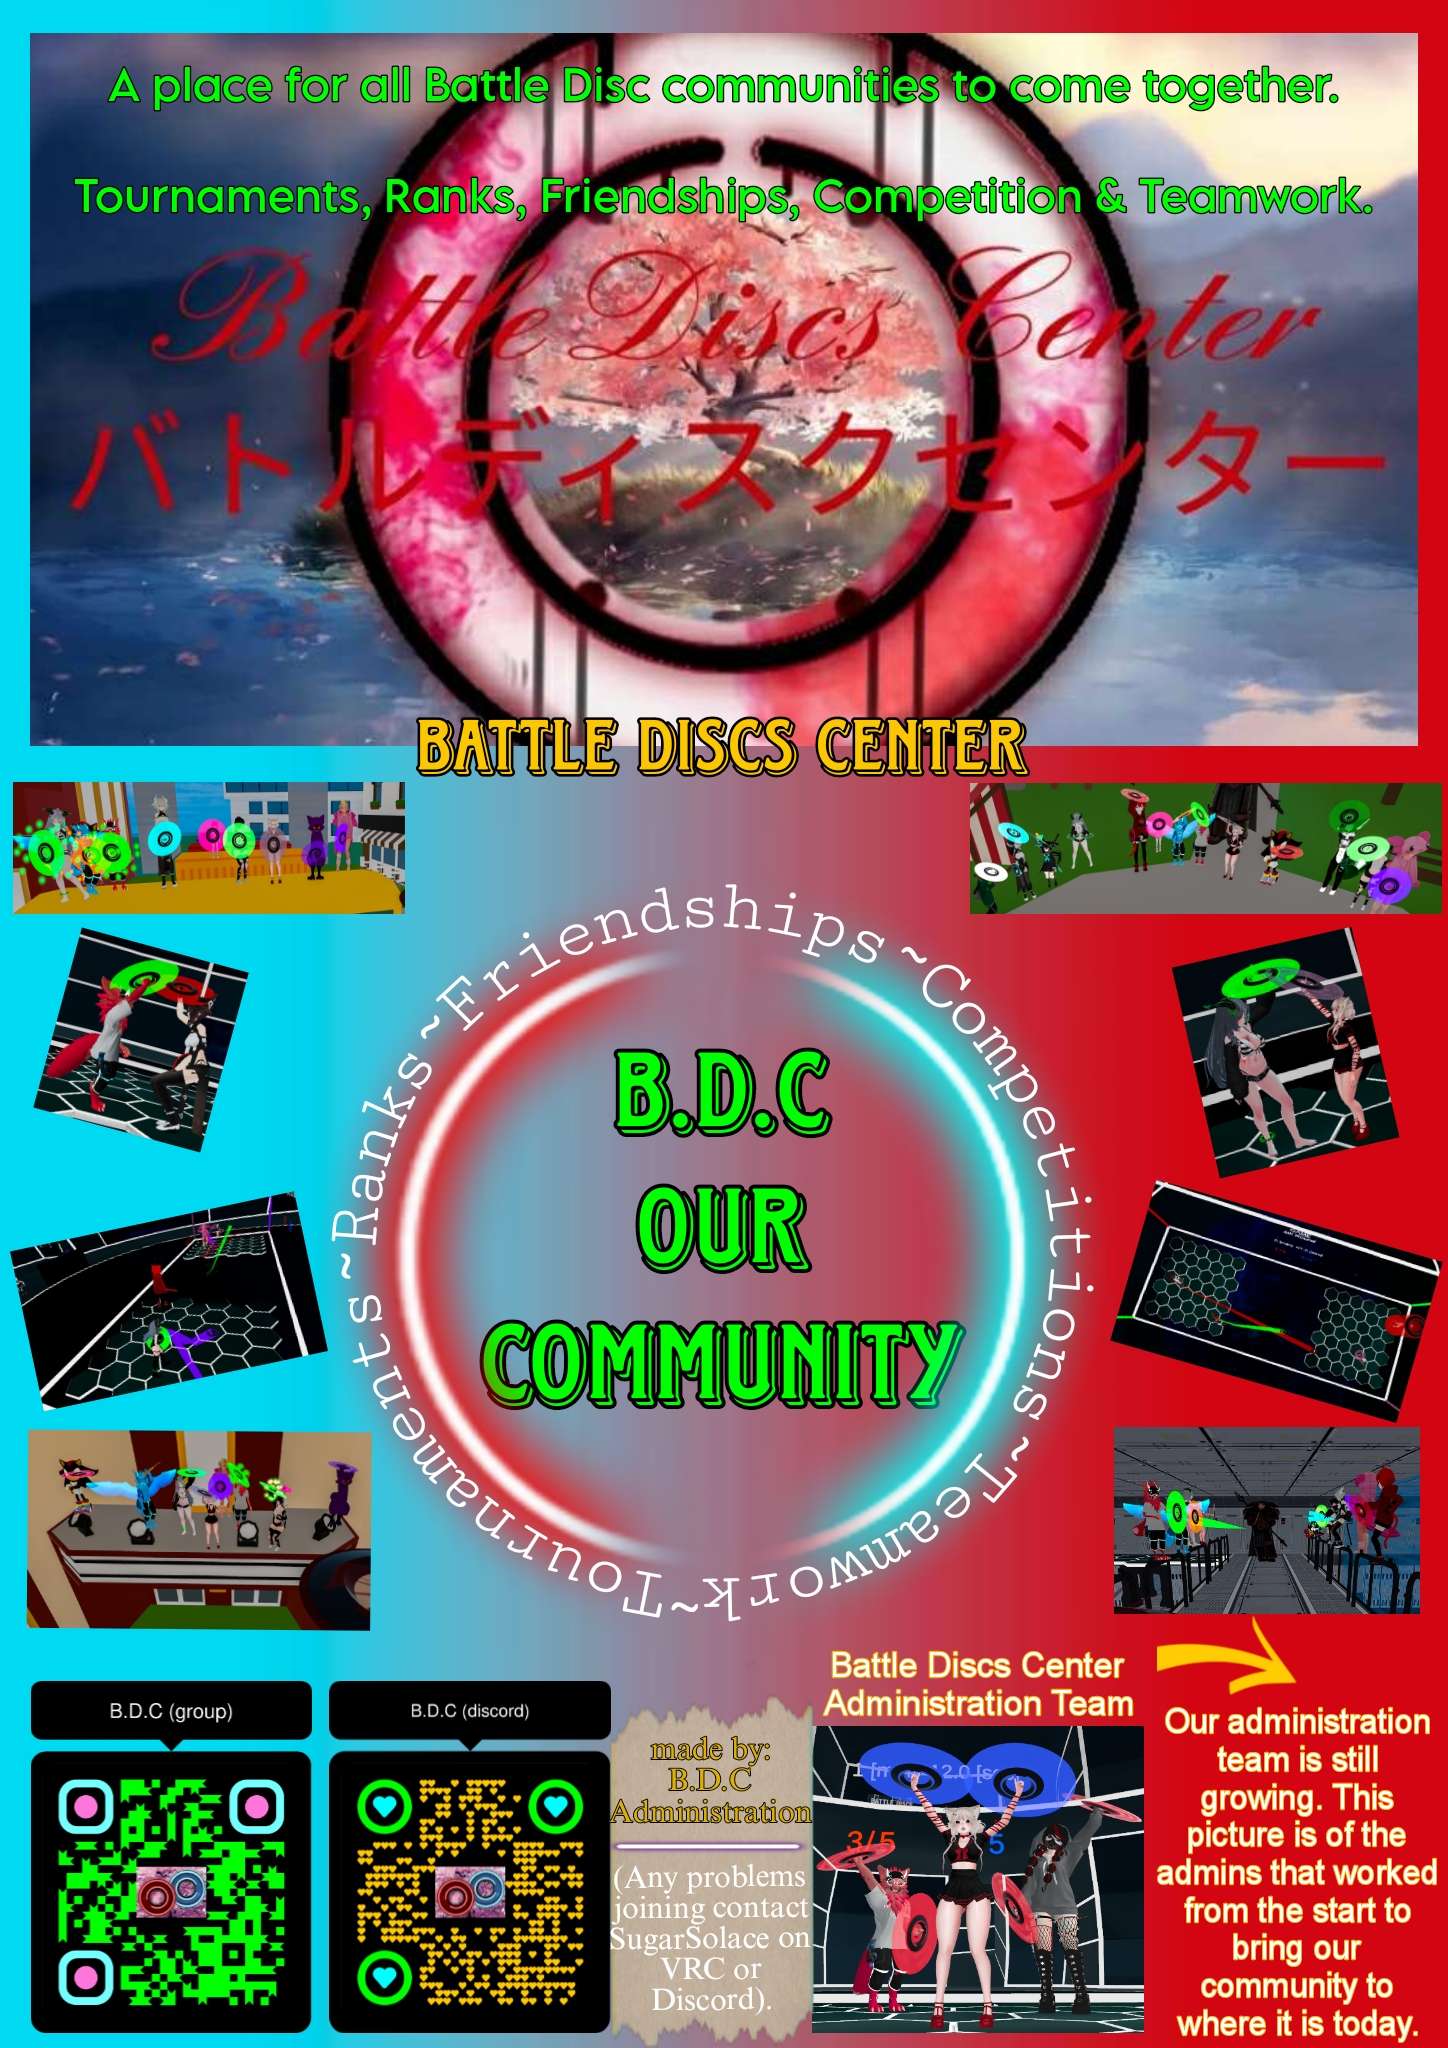 A place for all Battle Disc communities to come together.
Tournaments, Ranks, Friendships, Competition & Teamwork.
Battle Discs Center
バトルディスクセンター
BATTLE DISCS CENTER
~Friendships~Competitions~Teamwork~Tournaments~Ranks
B.D.C
OUR
COMMUNITY
B.D.C (group)
B.D.C (discord)
made by:
B.D.C
Administration
(Any problems
joining contact
SugarSolace on
VRC or
Discord).
Battle Discs Center
Administration Team
3/5
5
Our administration
team is still
growing. This
picture is of the
admins that worked
from the start to
bring our
community to
where it is today.